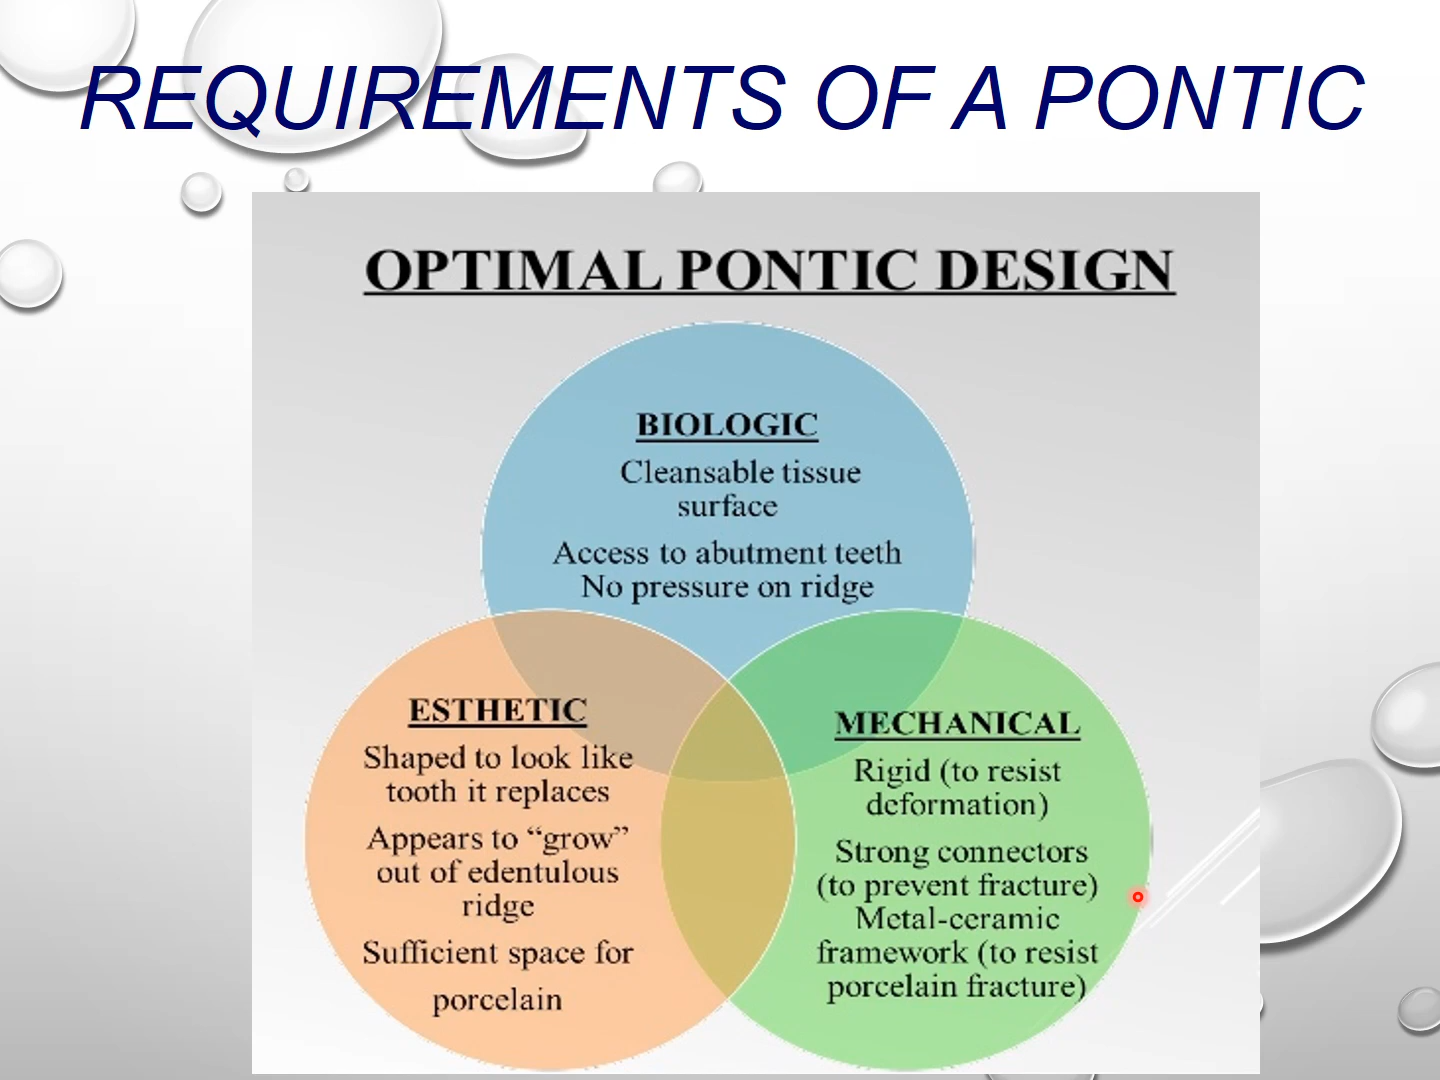 REQUIREMENTS OF A PONTIC
OPTIMAL PONTIC DESIGN
BIOLOGIC
Cleansable tissue
surface
Access to abutment teeth
No pressure on ridge
ESTHETIC
Shaped to look like
tooth it replaces
Appears to “grow”
out of edentulous
ridge
Sufficient space for
porcelain
MECHANICAL
Rigid (to resist
deformation)
Strong connectors
(to prevent fracture)
Metal-ceramic
framework (to resist
porcelain fracture)